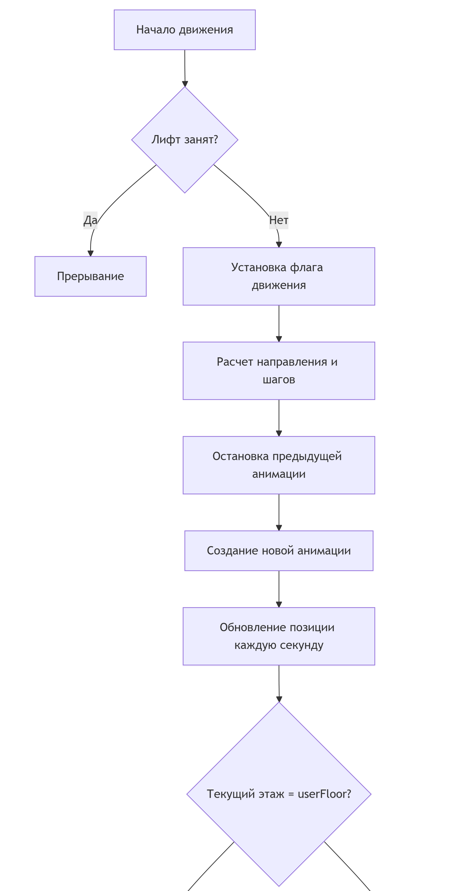 Начало движения
Лифт занят?
Да
Нет
Прерывание
Установка флага
движения
Расчет направления и
шагов
Остановка предыдущей
анимации
Создание новой анимации
Обновление позиции
каждую секунду
Текущий этаж = userFloor?